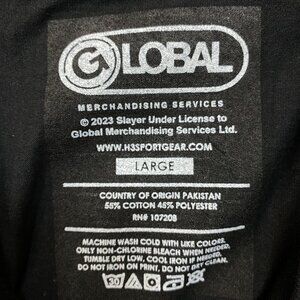 GLOBAL
MERCHANDISING SERVICES
© 2023 Slayer Under License to
Global Merchandising Services Ltd.
WWW.H3SPORTGEAR.COM
LARGE
COUNTRY OF ORIGIN PAKISTAN
55% COTTON 45% POLYESTER
RN# 107208
MACHINE WASH COLD WITH LIKE COLORS,
ONLY NON-CHLORINE BLEACH WHEN NEEDED,
TUMBLE DRY LOW, COOL IRON IF NEEDED,
DO NOT IRON ON PRINT, DO NOT DRY CLEAN.
30